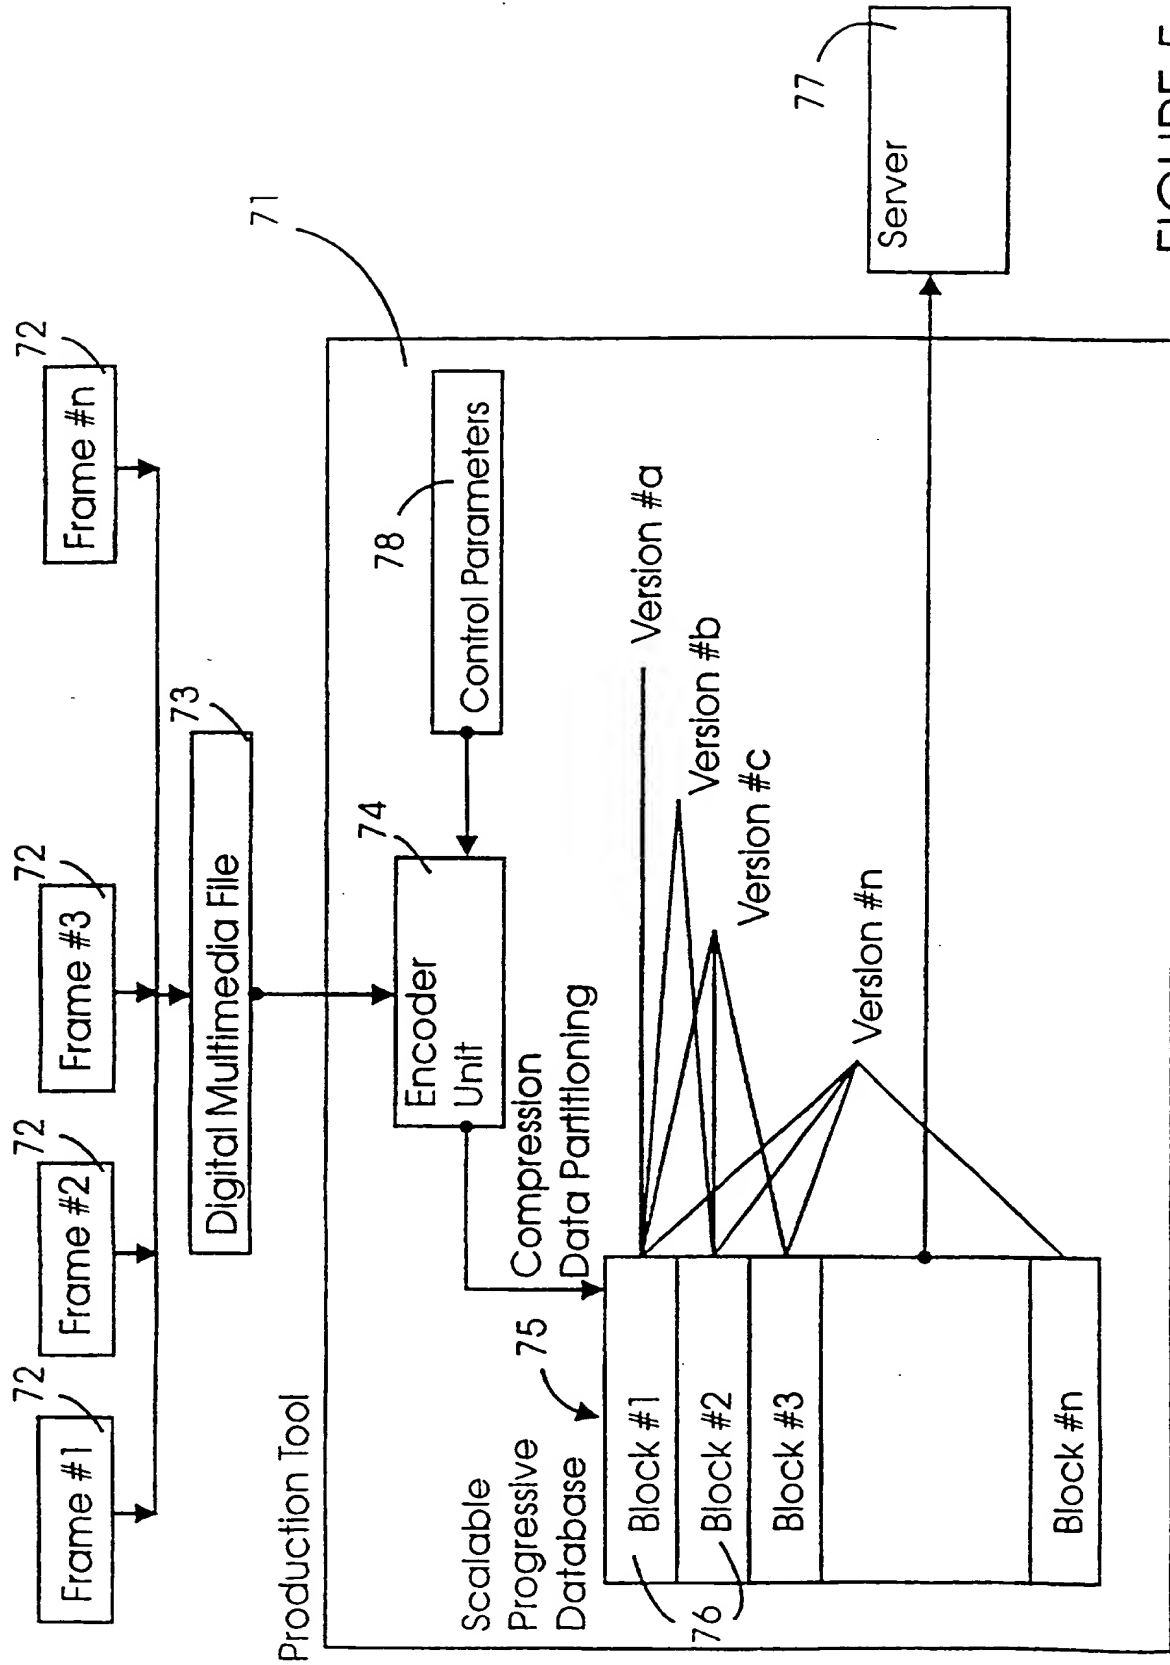 72
72
72
72
Frame #1
Frame #2
Frame #3
Frame #n
73
Digital Multimedia File
Production Tool
71
74
78
Encoder
Unit
Control Parameters
Scalable
Progressive
Database
75
Compression
Data Partitioning
76
Block #1
Block #2
Block #3
Block #n
Version #a
Version #b
Version #c
Version #n
77
Server